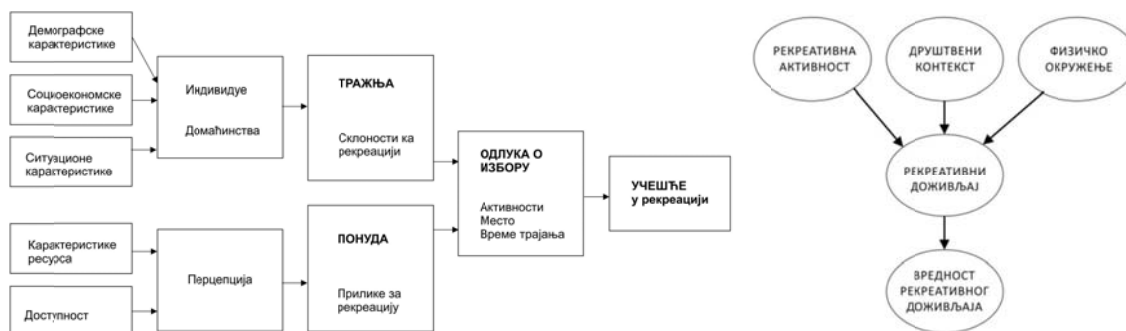 Демографске
карактеристике
Социоекономске
карактеристике
Ситуационе
карактеристике
Индивидуе
Домаћинства
ТРАЖЊА
Склоности ка
рекреацији
Карактеристике
ресурса
Доступност
Перцепција
ПОНУДА
Прилике за
рекреацију
ОДЛУКА О
ИЗБОРУ
Активности
Место
Време трајања
УЧЕШЋЕ
у рекреацији
РЕКРЕАТИВНА
АКТИВНОСТ
ДРУШТВЕНИ
КОНТЕКСТ
ФИЗИЧКО
ОКРУЖЕЊЕ
РЕКРЕАТИВНИ
ДОЖИВЉАЈ
ВРЕДНОСТ
РЕКРЕАТИВНОГ
ДОЖИВЉАЈА